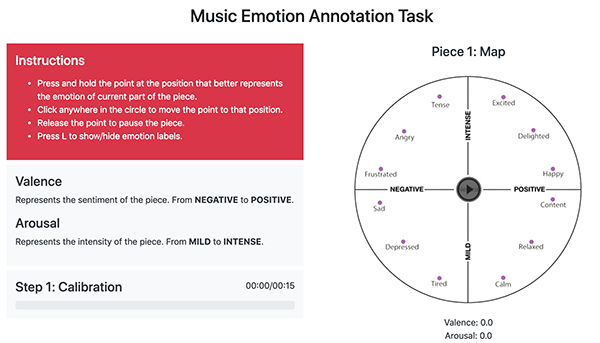 Music Emotion Annotation Task
Instructions
• Press and hold the point at the position that better represents
the emotion of current part of the piece.
• Click anywhere in the circle to move the point to that position.
• Release the point to pause the piece.
• Press L to show/hide emotion labels.
Valence
Represents the sentiment of the piece. From NEGATIVE to POSITIVE.
Arousal
Represents the intensity of the piece. From MILD to INTENSE.
Step 1: Calibration
00:00/00:15
Piece 1: Map
Tense
Excited
INTENSE
Angry
Delighted
Frustrated
Happy
NEGATIVE
POSITIVE
Sad
Content
Depressed
MILD
Relaxed
Tired
Calm
Valence: 0.0
Arousal: 0.0